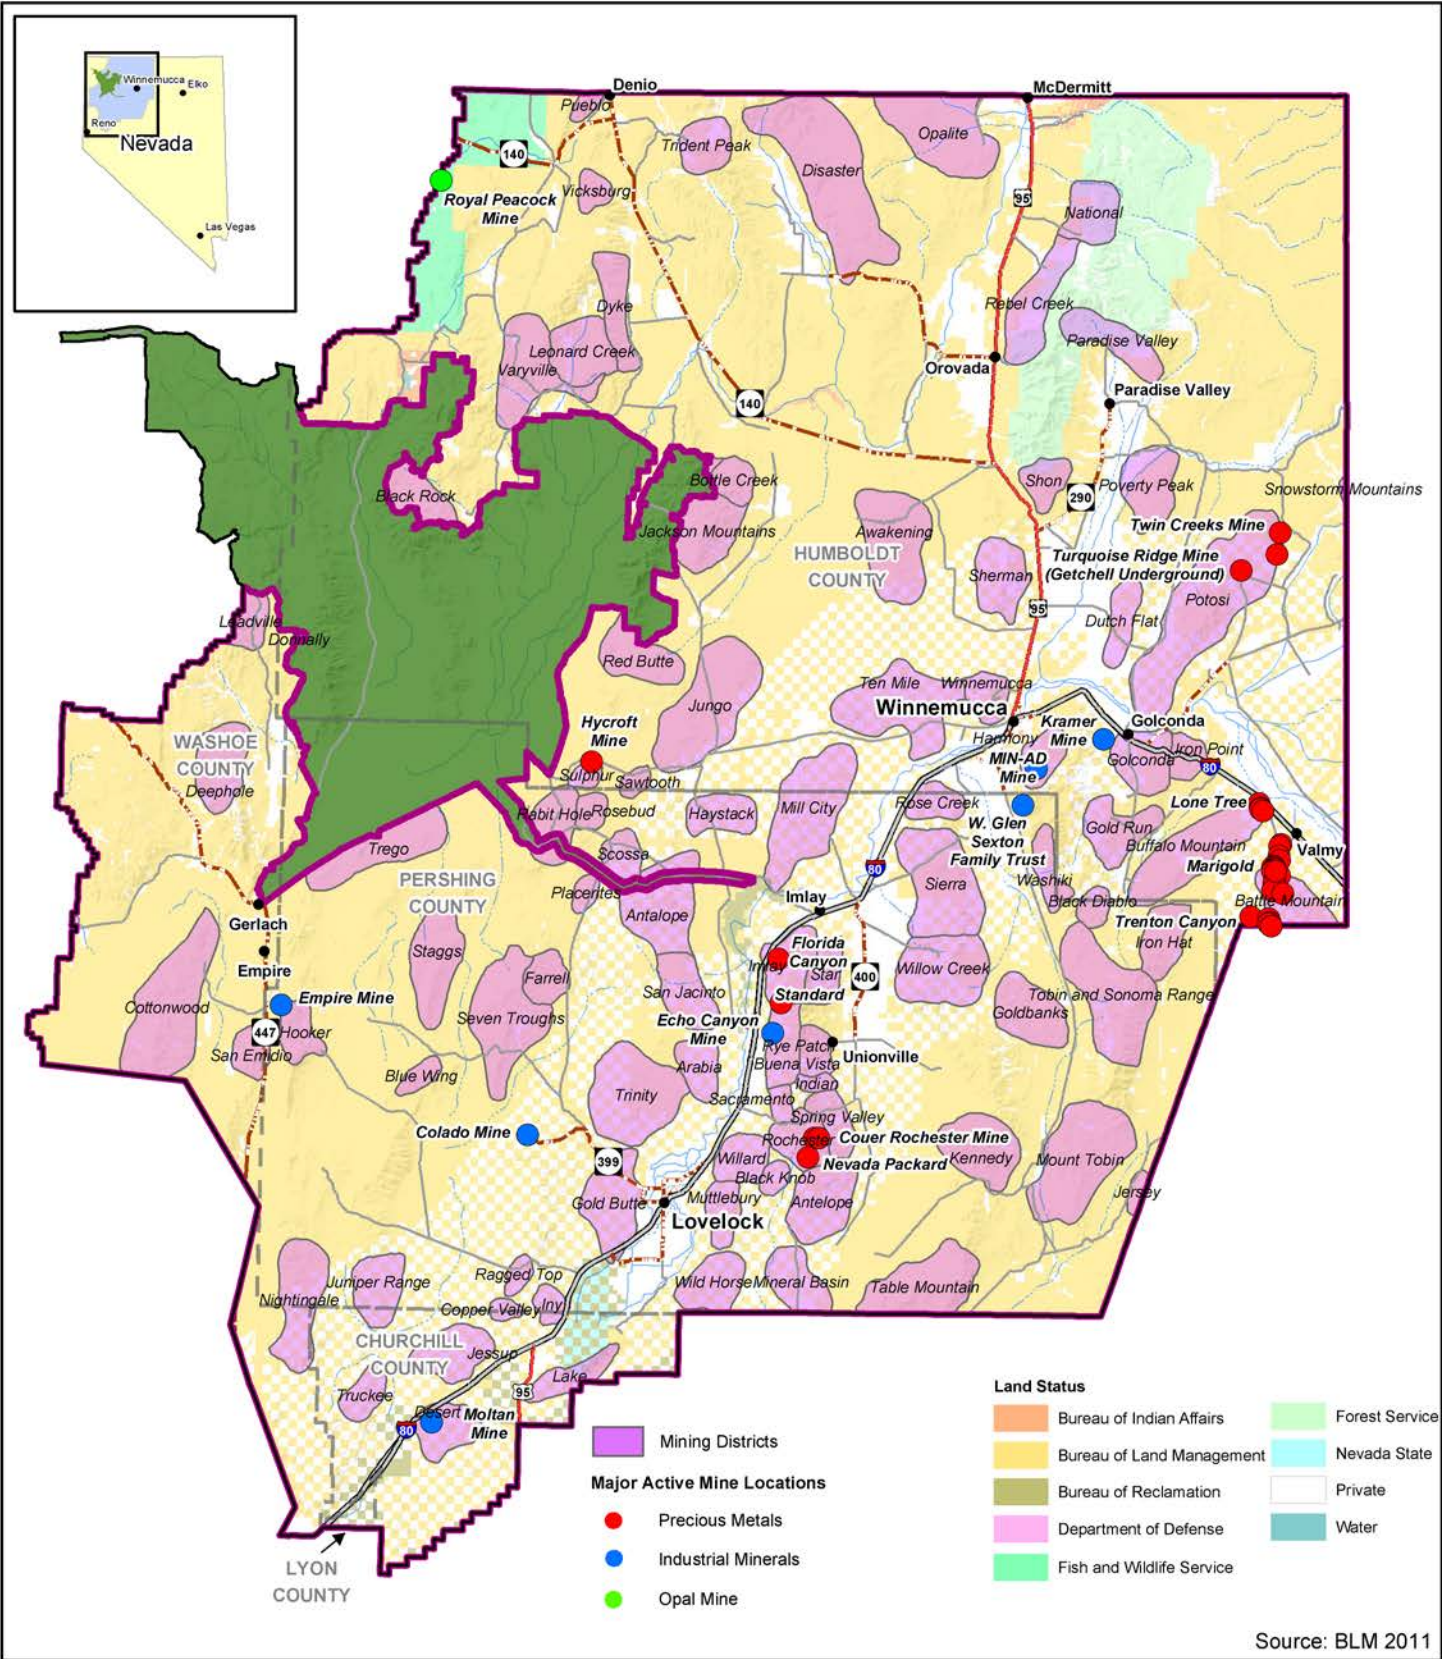 Winnemucca
Elko
Reno
Nevada
Las Vegas
Denio
McDermitt
Pueblo
Opalite
140
Trident Peak
Disaster
Royal Peacock
Mine
Vicksburg
95
National
Dyke
Rebel Creek
Leonard Creek
Paradise Valley
Varyville
Orovada
Paradise Valley
140
Black Rock
Bottle Creek
Shon
290
Poverty Peak
Snowstorm Mountains
Jackson Mountains
Awakening
Twin Creeks Mine
HUMBOLDT
COUNTY
Turquoise Ridge Mine
(Getchell Underground)
Sherman
Potosi
95
Dutch Flat
Leadville
Donnally
Red Butte
Jungo
Ten Mile
Winnemucca
Winnemucca
Hycroft
Mine
Kramer
Mine
Golconda
WASHOE
COUNTY
Deephole
Harmony
Iron Point
Golconda
80
MIN-AD
Mine
Sulphur
Sawtooth
Rabit Hole
Rosebud
Haystack
Mill City
Rose Creek
Lone Tree
W. Glen
Sexton
Family Trust
Gold Run
Buffalo Mountain
Valmy
Trego
Scossa
Marigold
PERSHING
COUNTY
80
Placerites
Antalope
Imlay
Sierra
Washiki
Black Diablo
Battle Mountain
Trenton Canyon
Gerlach
Iron Hat
Staggs
Florida
Canyon
Imlay
Star
400
Willow Creek
Empire
Farrell
Empire Mine
Cottonwood
San Jacinto
Standard
Tobin and Sonoma Range
Goldbanks
Seven Troughs
Echo Canyon
Mine
447
Hooker
San Emidio
Rye Patch
Unionville
Buena Vista
Blue Wing
Arabia
Indian
Trinity
Sacramento
Spring Valley
Colado Mine
Rochester
Couer Rochester Mine
399
Willard
Nevada Packard
Kennedy
Mount Tobin
Black Knob
Gold Butte
Muttlebury
Antelope
Jersey
Lovelock
Ragged Top
Juniper Range
Wild Horse
Mineral Basin
Table Mountain
Nightingale
Copper Valley
Iny
CHURCHILL
COUNTY
Jessup
Lake
Truckee
95
Desert
Moltan
Mine
80
LYON
COUNTY
Mining Districts
Major Active Mine Locations
Precious Metals
Industrial Minerals
Opal Mine
Land Status
Bureau of Indian Affairs
Bureau of Land Management
Bureau of Reclamation
Department of Defense
Fish and Wildlife Service
Forest Service
Nevada State
Private
Water
Source: BLM 2011